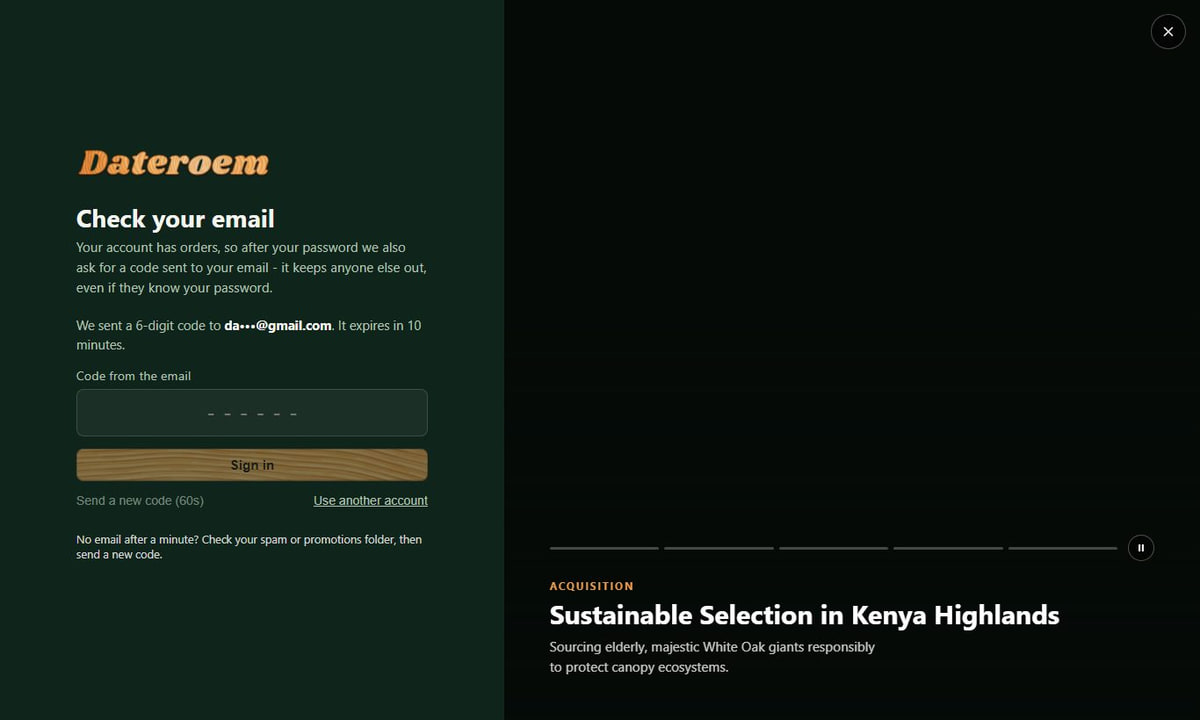 Dateroem
Check your email
Your account has orders, so after your password we also
ask for a code sent to your email - it keeps anyone else out,
even if they know your password.
We sent a 6-digit code to da•••@gmail.com. It expires in 10
minutes.
Code from the email
– – – – – –
Sign in
Send a new code (60s)
Use another account
No email after a minute? Check your spam or promotions folder, then
send a new code.
ACQUISITION
Sustainable Selection in Kenya Highlands
Sourcing elderly, majestic White Oak giants responsibly
to protect canopy ecosystems.